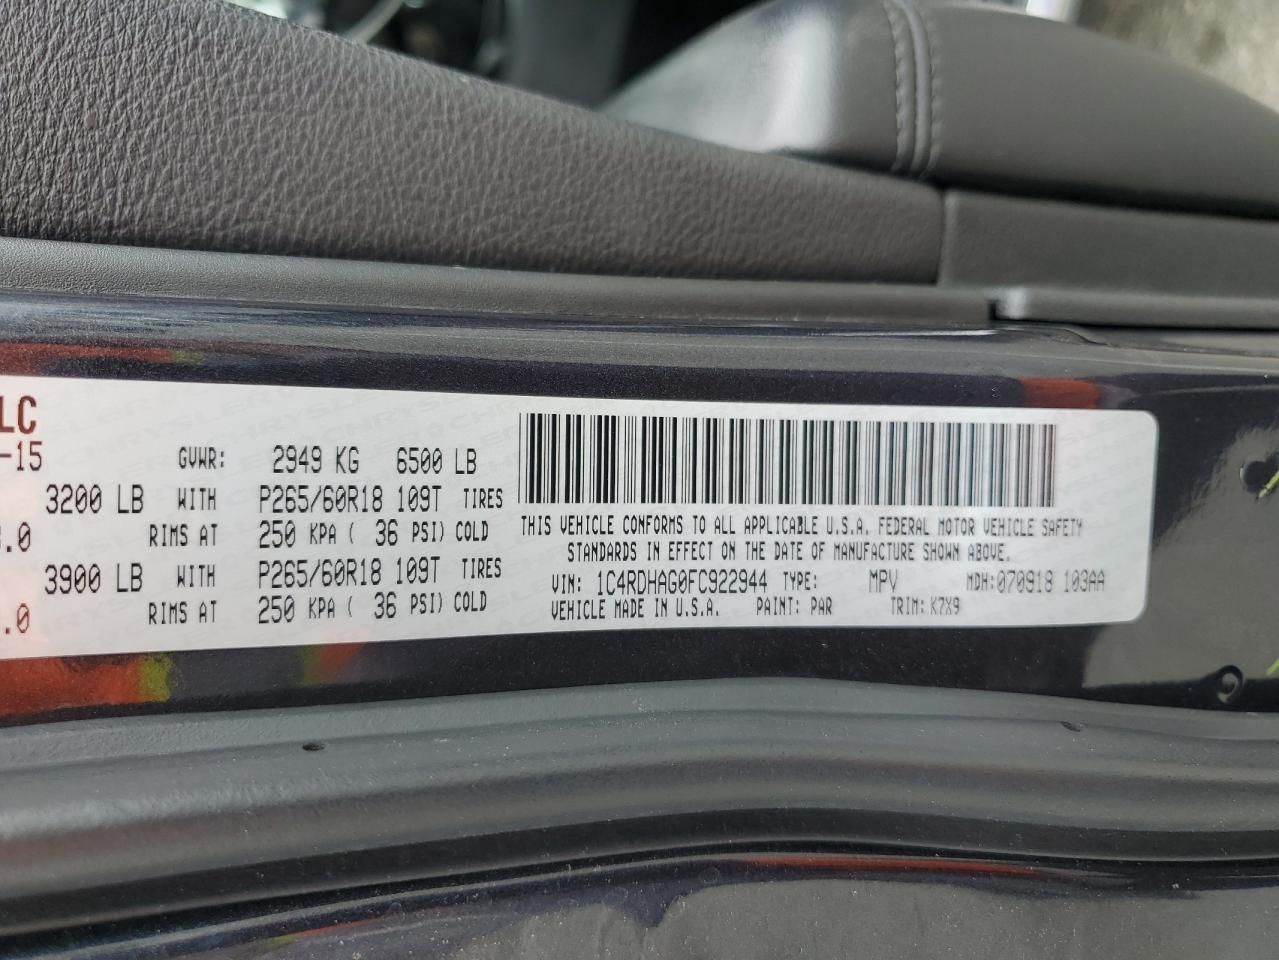 LC
-15
GVWR: 2949 KG 6500 LB
3200 LB WITH P265/60R18 109T TIRES
.0 RIMS AT 250 KPA ( 36 PSI) COLD
3900 LB WITH P265/60R18 109T TIRES
.0 RIMS AT 250 KPA ( 36 PSI) COLD
THIS VEHICLE CONFORMS TO ALL APPLICABLE U.S.A. FEDERAL MOTOR VEHICLE SAFETY
STANDARDS IN EFFECT ON THE DATE OF MANUFACTURE SHOWN ABOVE.
VIN: 1C4RDHAG0FC922944 TYPE: MPV MDH: 070918 103AA
VEHICLE MADE IN U.S.A. PAINT: PAR TRIM: K7X9